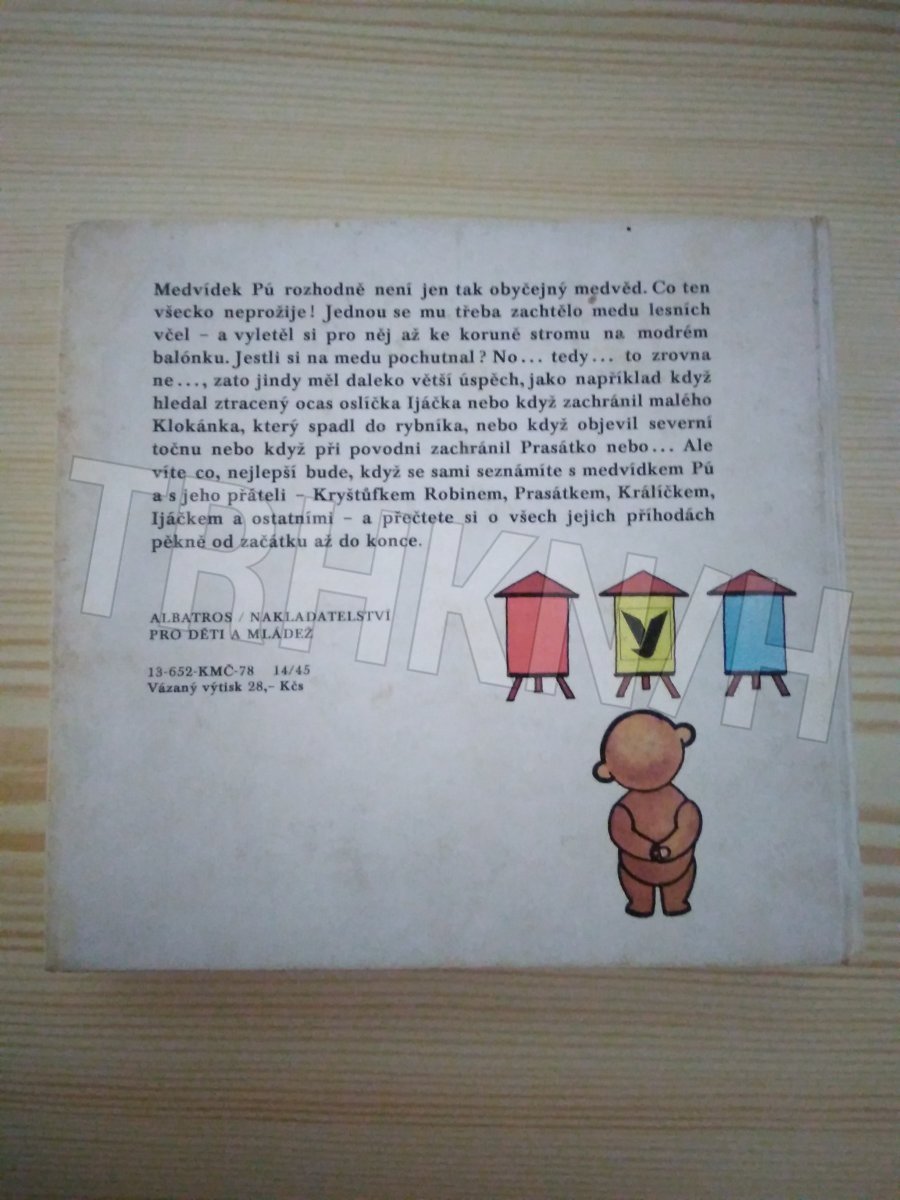 Medvídek Pú rozhodně není jen tak obyčejný medvěd. Co ten
všecko neprožije! Jednou se mu třeba zachtělo medu lesních
včel – a vyletěl si pro něj až ke koruně stromu na modrém
balónku. Jestli si na medu pochutnal? No... tedy... to zrovna
ne..., zato jindy měl daleko větší úspěch, jako například když
hledal ztracený ocas oslíčka Ijáčka nebo když zachránil malého
Klokánka, který spadl do rybníka, nebo když objevil severní
točnu nebo když při povodni zachránil Prasátko nebo... Ale
víte co, nejlepší bude, když se sami seznámíte s medvídkem Pú
a s jeho přáteli – Kryštůfkem Robinem, Prasátkem, Králíčkem,
Ijáčkem a ostatními – a přečtete si o všech jejich příhodách
pěkně od začátku až do konce.
ALBATROS / NAKLADATELSTVÍ
PRO DĚTI A MLÁDEŽ
13-652-KMČ-78 14/45
Vázaný výtisk 28,- Kčs
TRHKNIH